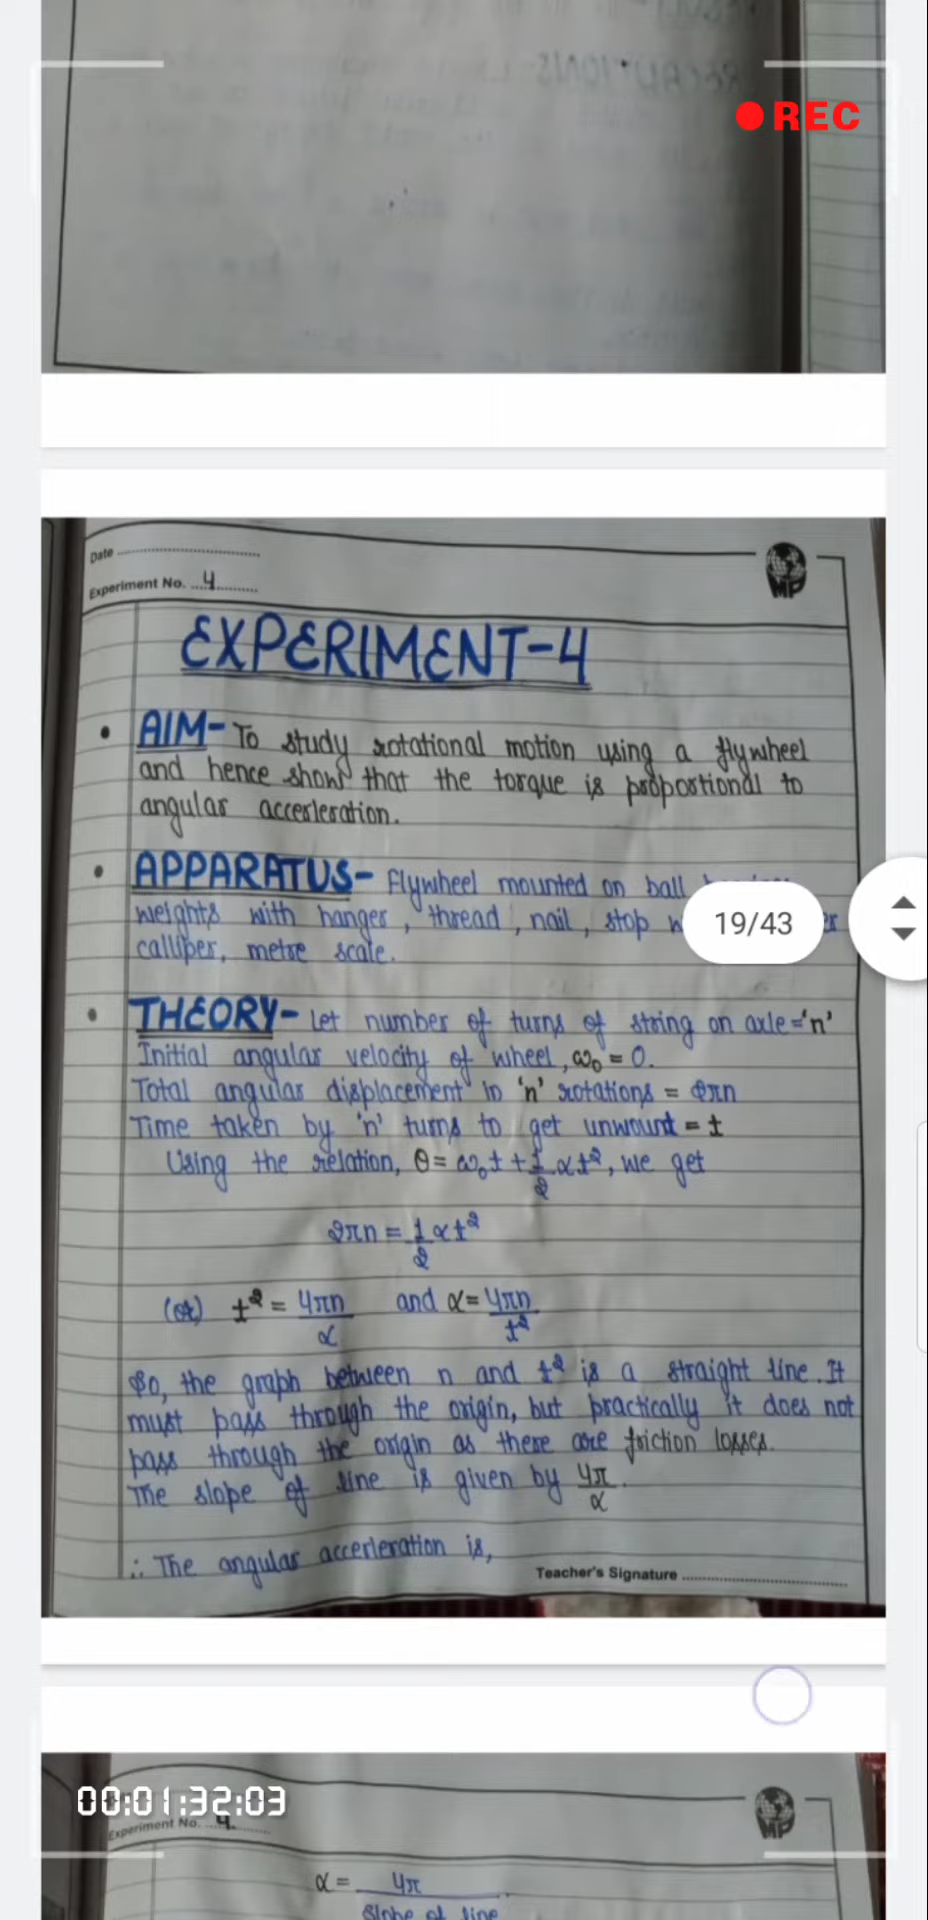 REC
Date
Experiment No. 4
MP
EXPERIMENT-4
• AIM- To study rotational motion using a flywheel
and hence show that the torque is proportional to
angular accerleration.
• APPARATUS- Flywheel mounted on ball
weights with hanger, thread, nail, stop
calliper, metre scale.
19/43
• THEORY- Let number of turns of string on axle='n'
Initial angular velocity of wheel, ω₀ = 0.
Total angular displacement in 'n' rotations = 2πn
Time taken by 'n' turns to get unwount = t
Using the relation, θ = ω₀t + 1/2 αt², we get
2πn = 1/2 αt²
(or) t² = 4πn/α and α = 4πn/t²
So, the graph between n and t² is a straight line. It
must pass through the origin, but practically it does not
pass through the origin as there are friction losses.
The slope of line is given by 4π/α.
∴ The angular accerleration is,
Teacher's Signature
00:01:32:03
Experiment No. 4.
MP
α = 4π/Slope of line